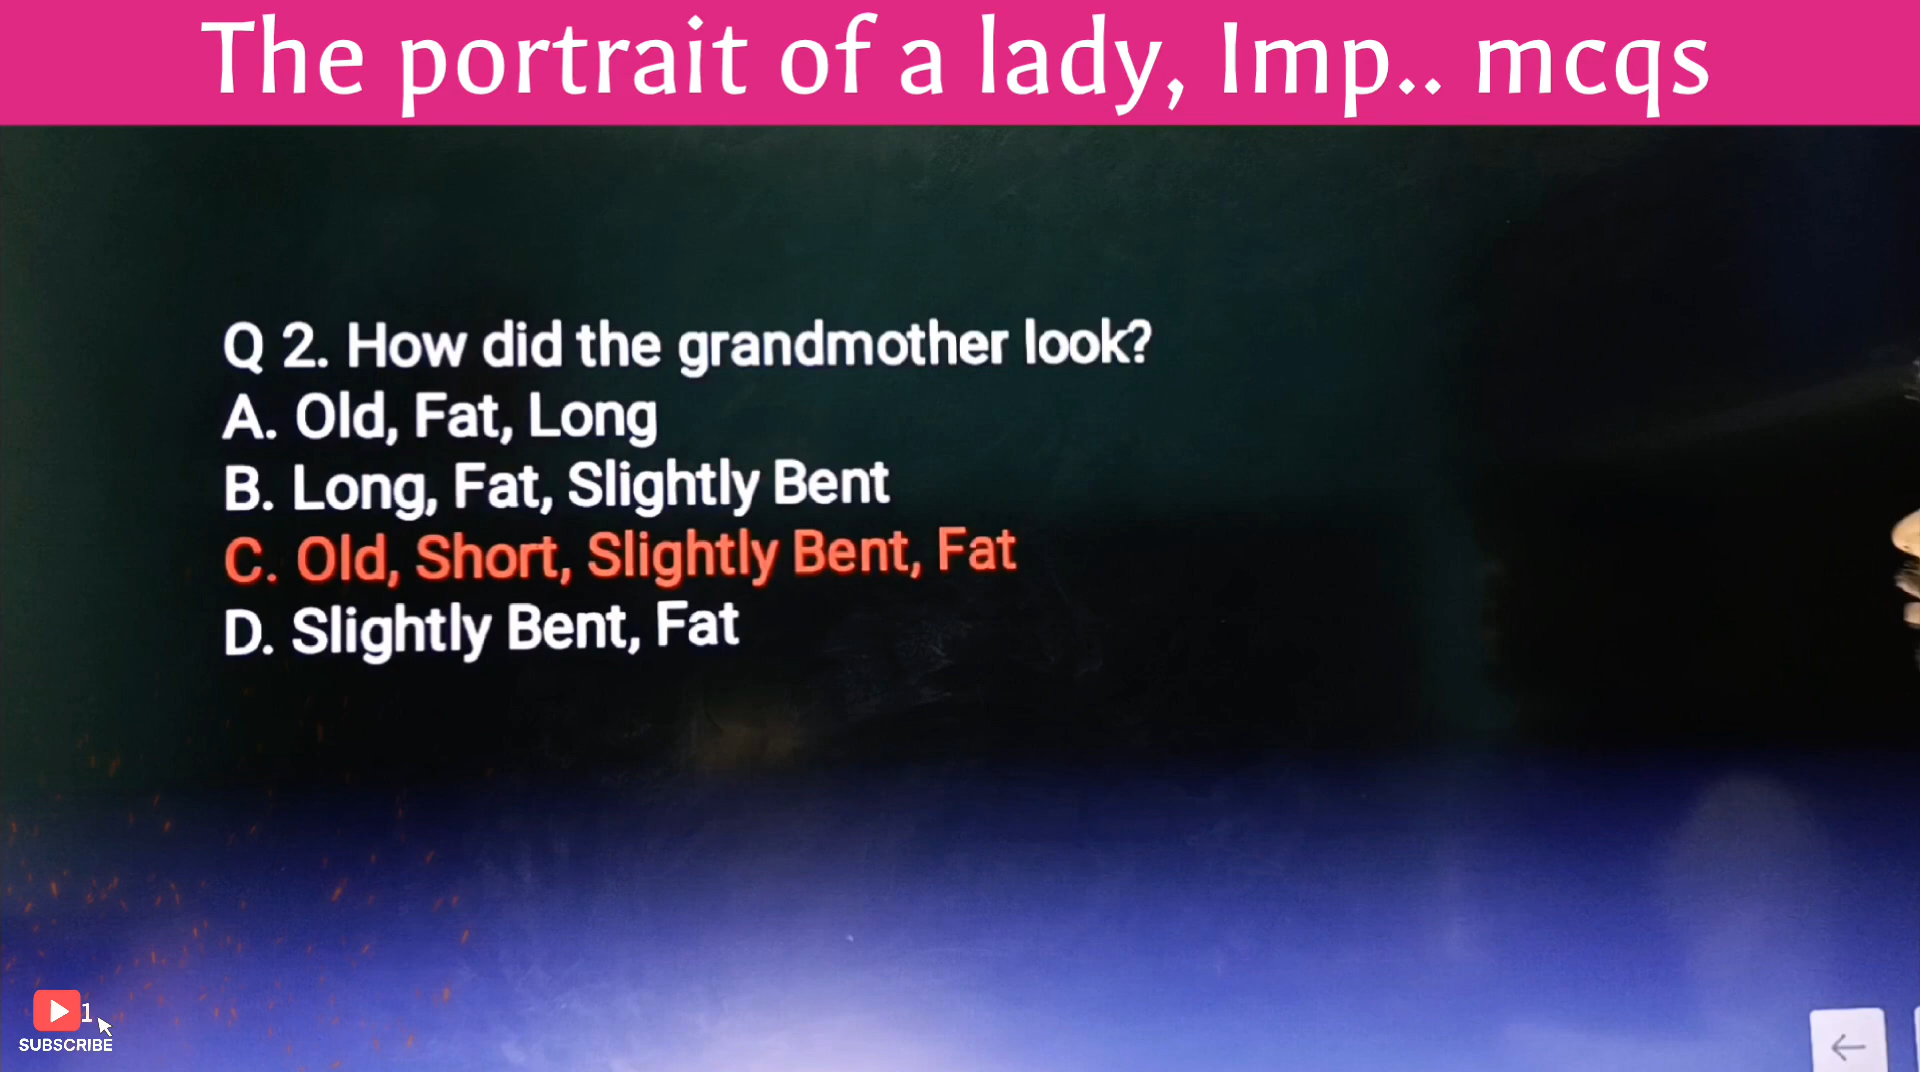 The portrait of a lady, Imp.. mcqs
Q 2. How did the grandmother look?
A. Old, Fat, Long
B. Long, Fat, Slightly Bent
C. Old, Short, Slightly Bent, Fat
D. Slightly Bent, Fat
1
SUBSCRIBE